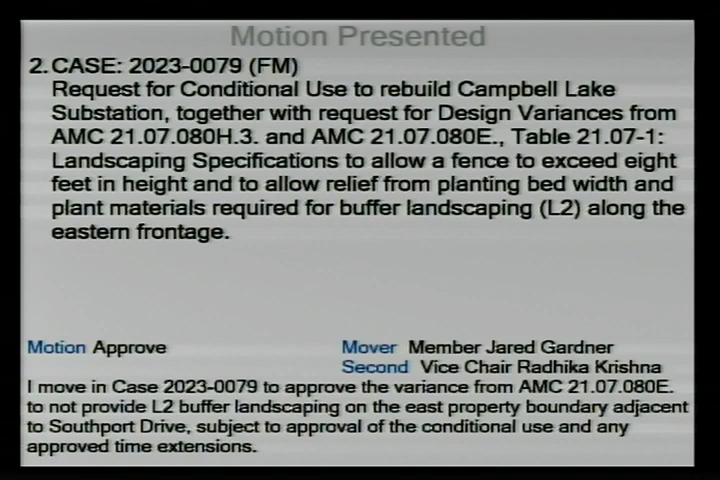 Motion Presented
2. CASE: 2023-0079 (FM)
Request for Conditional Use to rebuild Campbell Lake
Substation, together with request for Design Variances from
AMC 21.07.080H.3. and AMC 21.07.080E., Table 21.07-1:
Landscaping Specifications to allow a fence to exceed eight
feet in height and to allow relief from planting bed width and
plant materials required for buffer landscaping (L2) along the
eastern frontage.
Motion Approve
Mover Member Jared Gardner
Second Vice Chair Radhika Krishna
I move in Case 2023-0079 to approve the variance from AMC 21.07.080E.
to not provide L2 buffer landscaping on the east property boundary adjacent
to Southport Drive, subject to approval of the conditional use and any
approved time extensions.